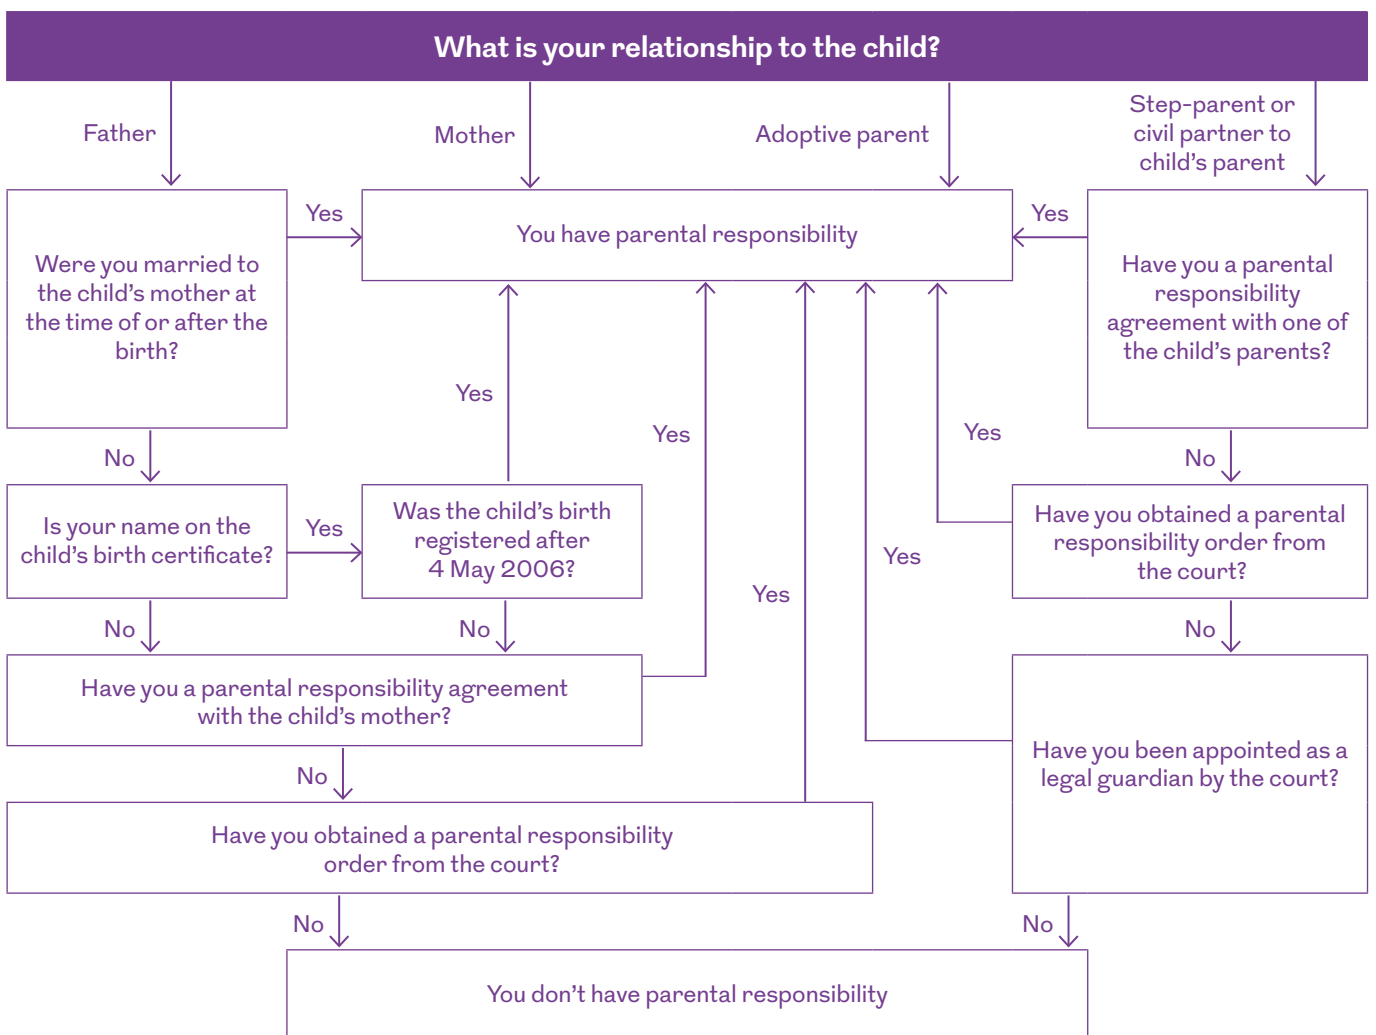 What is your relationship to the child?
Father
Mother
Adoptive parent
Step-parent or
civil partner to
child's parent
Were you married to
the child's mother at
the time of or after the
birth?
Yes
You have parental responsibility
Yes
Have you a parental
responsibility
agreement with one of
the child's parents?
No
Yes
Yes
Yes
No
Is your name on the
child's birth certificate?
Yes
Was the child's birth
registered after
4 May 2006?
Yes
Have you obtained a parental
responsibility order from
the court?
No
No
Yes
No
Have you a parental responsibility agreement
with the child's mother?
Have you been appointed as a
legal guardian by the court?
No
Have you obtained a parental responsibility
order from the court?
No
No
You don't have parental responsibility